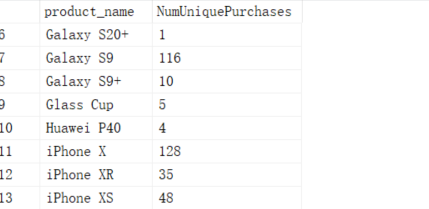 product_name NumUniquePurchases
6 Galaxy S20+ 1
7 Galaxy S9 116
8 Galaxy S9+ 10
9 Glass Cup 5
10 Huawei P40 4
11 iPhone X 128
12 iPhone XR 35
13 iPhone XS 48